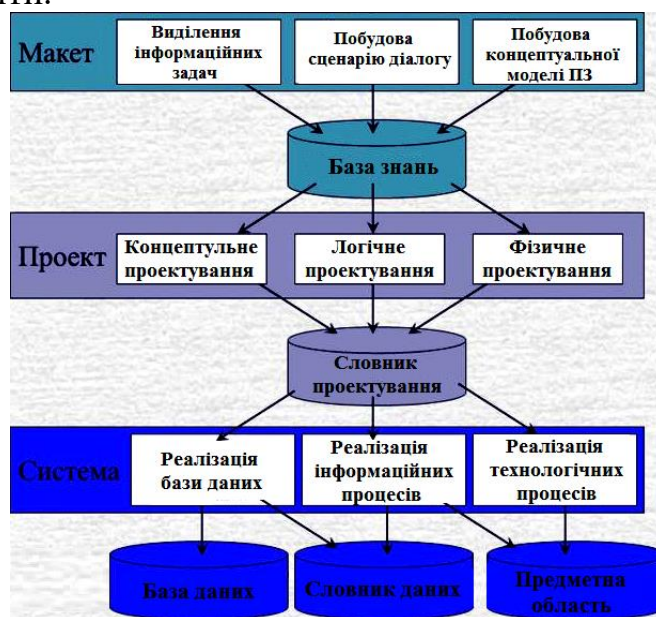 ти.
Макет
Виділення
інформаційних
задач
Побудова
сценарію діалогу
Побудова
концептуальної
моделі ПЗ
База знань
Проект
Концептульне
проектування
Логічне
проектування
Фізичне
проектування
Словник
проектування
Система
Реалізація
бази даних
Реалізація
інформаційних
процесів
Реалізація
технологічних
процесів
База даних
Словник даних
Предметна
область